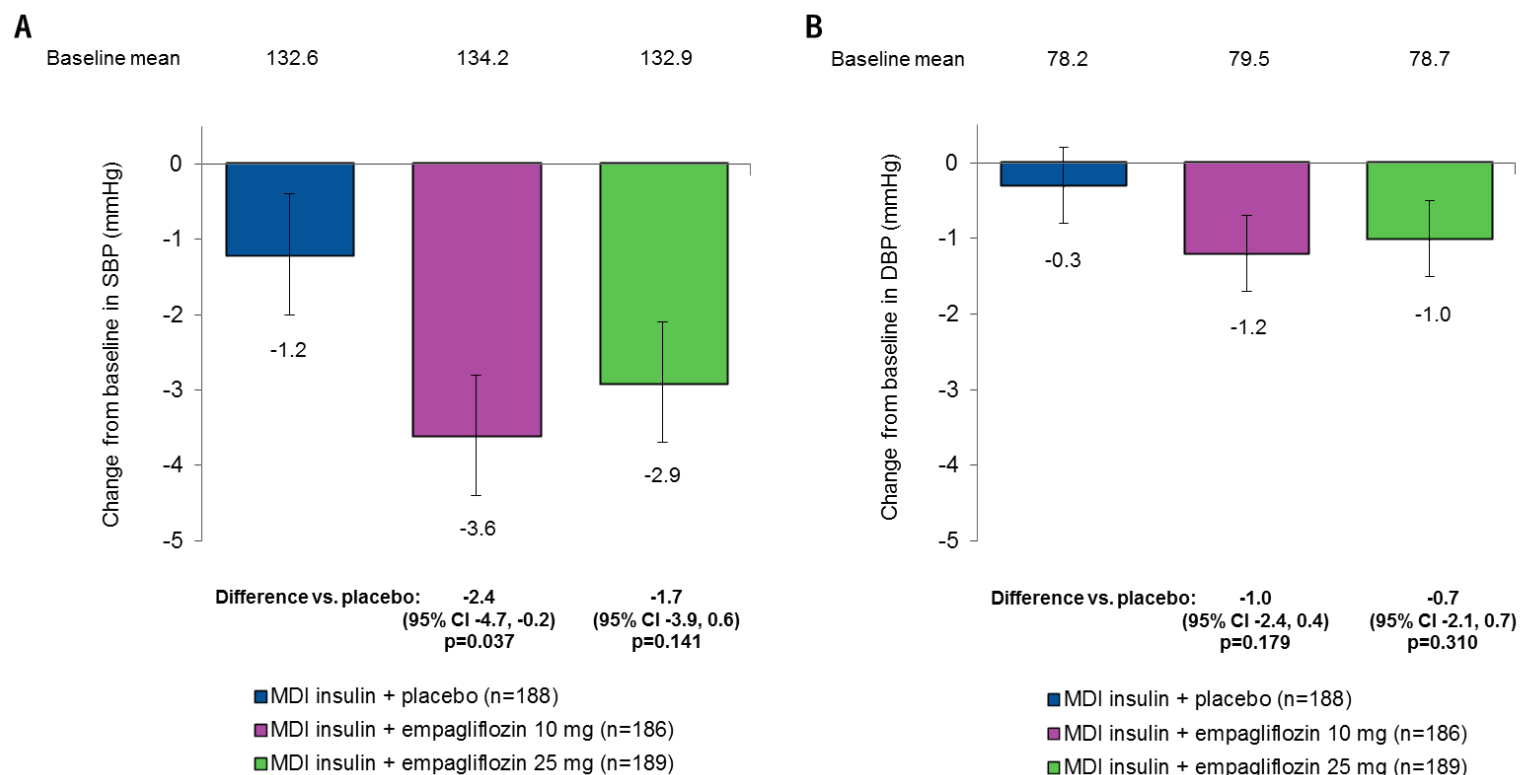 A
Baseline mean 132.6 134.2 132.9
Change from baseline in SBP (mmHg)
0
-1
-2
-3
-4
-5
-1.2
-3.6
-2.9
Difference vs. placebo: -2.4 -1.7
(95% CI -4.7, -0.2) (95% CI -3.9, 0.6)
p=0.037 p=0.141
MDI insulin + placebo (n=188)
MDI insulin + empagliflozin 10 mg (n=186)
MDI insulin + empagliflozin 25 mg (n=189)
B
Baseline mean 78.2 79.5 78.7
Change from baseline in DBP (mmHg)
0
-1
-2
-3
-4
-5
-0.3
-1.2
-1.0
Difference vs. placebo: -1.0 -0.7
(95% CI -2.4, 0.4) (95% CI -2.1, 0.7)
p=0.179 p=0.310
MDI insulin + placebo (n=188)
MDI insulin + empagliflozin 10 mg (n=186)
MDI insulin + empagliflozin 25 mg (n=189)